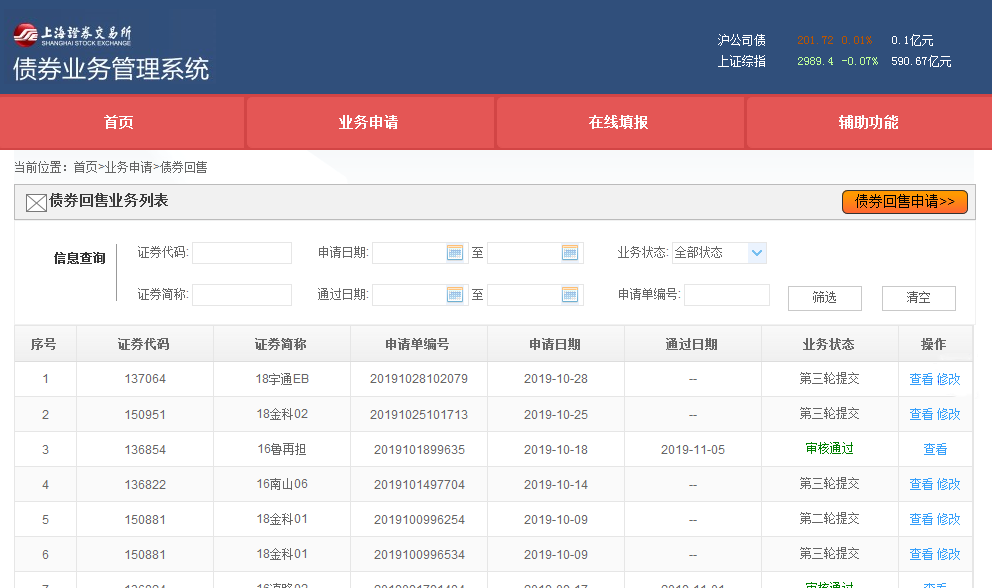 上海證券交易所
SHANGHAI STOCK EXCHANGE
债券业务管理系统
沪公司债 201.72 0.01% 0.1亿元
上证综指 2989.4 -0.07% 590.67亿元
首页 业务申请 在线填报 辅助功能
当前位置：首页>业务申请>债券回售
债券回售业务列表 债券回售申请>>
信息查询
证券代码: 申请日期: 至 业务状态: 全部状态
证券简称: 通过日期: 至 申请单编号: 筛选 清空
序号 证券代码 证券简称 申请单编号 申请日期 通过日期 业务状态 操作
1 137064 18宇通EB 20191028102079 2019-10-28 -- 第三轮提交 查看 修改
2 150951 18金科02 20191025101713 2019-10-25 -- 第三轮提交 查看 修改
3 136854 16鲁再担 2019101899635 2019-10-18 2019-11-05 审核通过 查看
4 136822 16南山06 2019101497704 2019-10-14 -- 第三轮提交 查看 修改
5 150881 18金科01 2019100996254 2019-10-09 -- 第二轮提交 查看 修改
6 150881 18金科01 2019100996534 2019-10-09 -- 第三轮提交 查看 修改